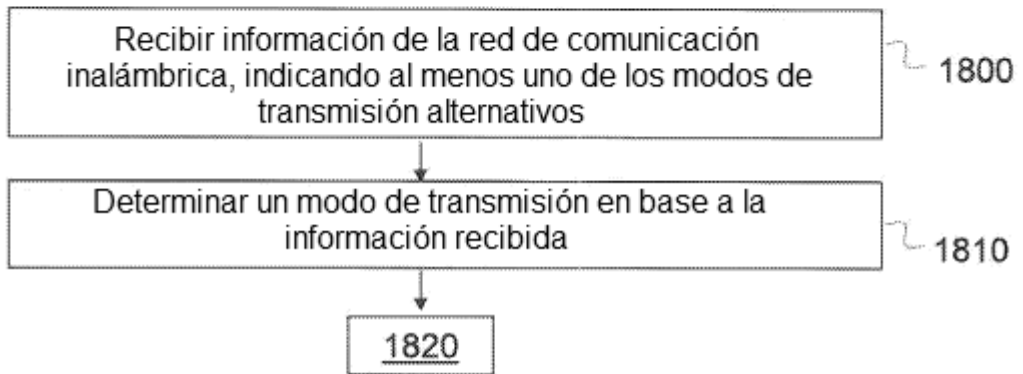 Recibir información de la red de comunicación
inalámbrica, indicando al menos uno de los modos de
transmisión alternativos
1800
Determinar un modo de transmisión en base a la
información recibida
1810
1820